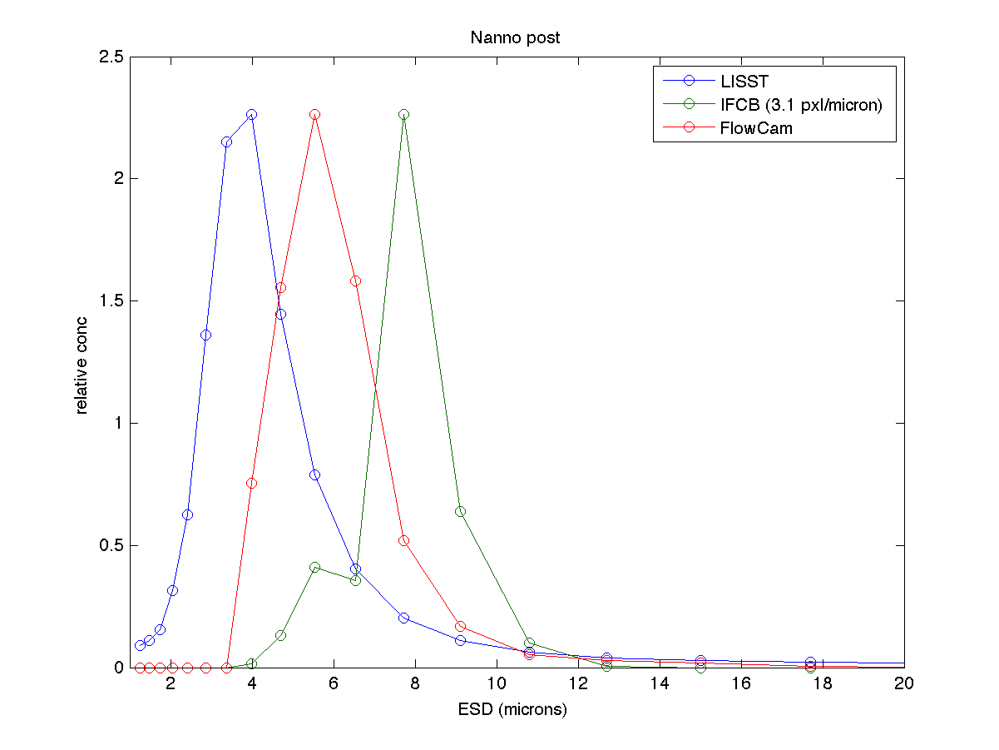 Nanno post
2.5
2
1.5
1
0.5
0
relative conc
LISST
IFCB (3.1 pxl/micron)
FlowCam
2 4 6 8 10 12 14 16 18 20
ESD (microns)